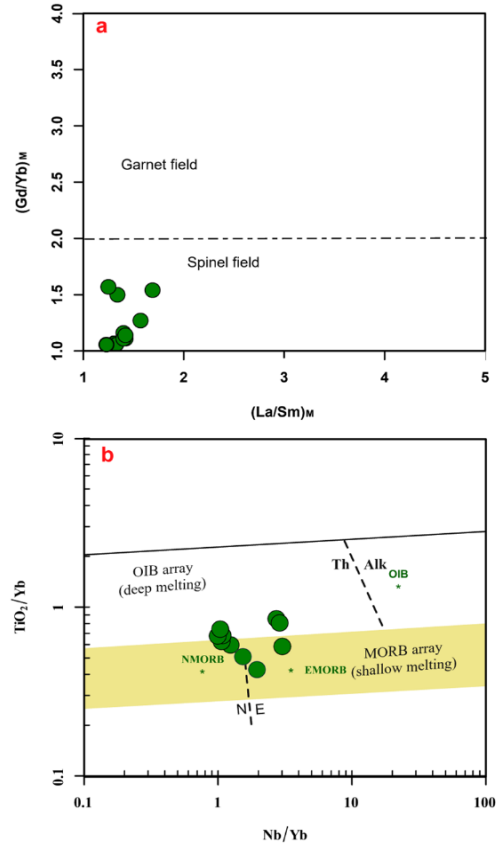 a
4.0
3.5
3.0
2.5
2.0
1.5
1.0
(Gd/Yb)M
Garnet field
Spinel field
1
2
3
4
5
(La/Sm)M
b
10
1
0.1
TiO2/Yb
OIB array
(deep melting)
Th
Alk
OIB
MORB array
(shallow melting)
NMORB
EMORB
N
E
0.1
1
10
100
Nb/Yb